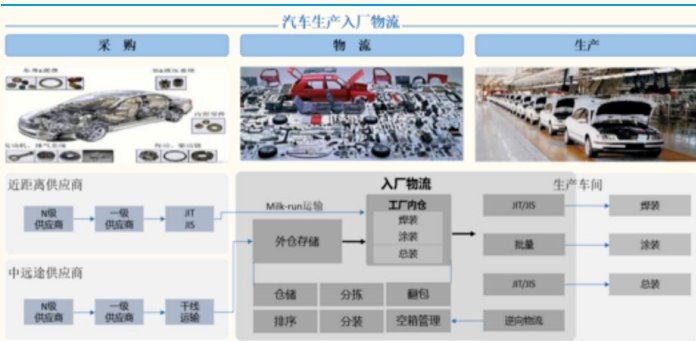 汽车生产入厂物流
采 购
物 流
生产
近距离供应商
N级
供应商
一级
供应商
JIT
JIS
中远途供应商
N级
供应商
一级
供应商
干线
运输
入厂物流
Milk-run运输
外仓存储
工厂内仓
焊装
涂装
总装
仓储
分拣
翻包
排序
分装
空箱管理
生产车间
JIT/JIS
焊装
批量
涂装
JIT/JIS
总装
逆向物流